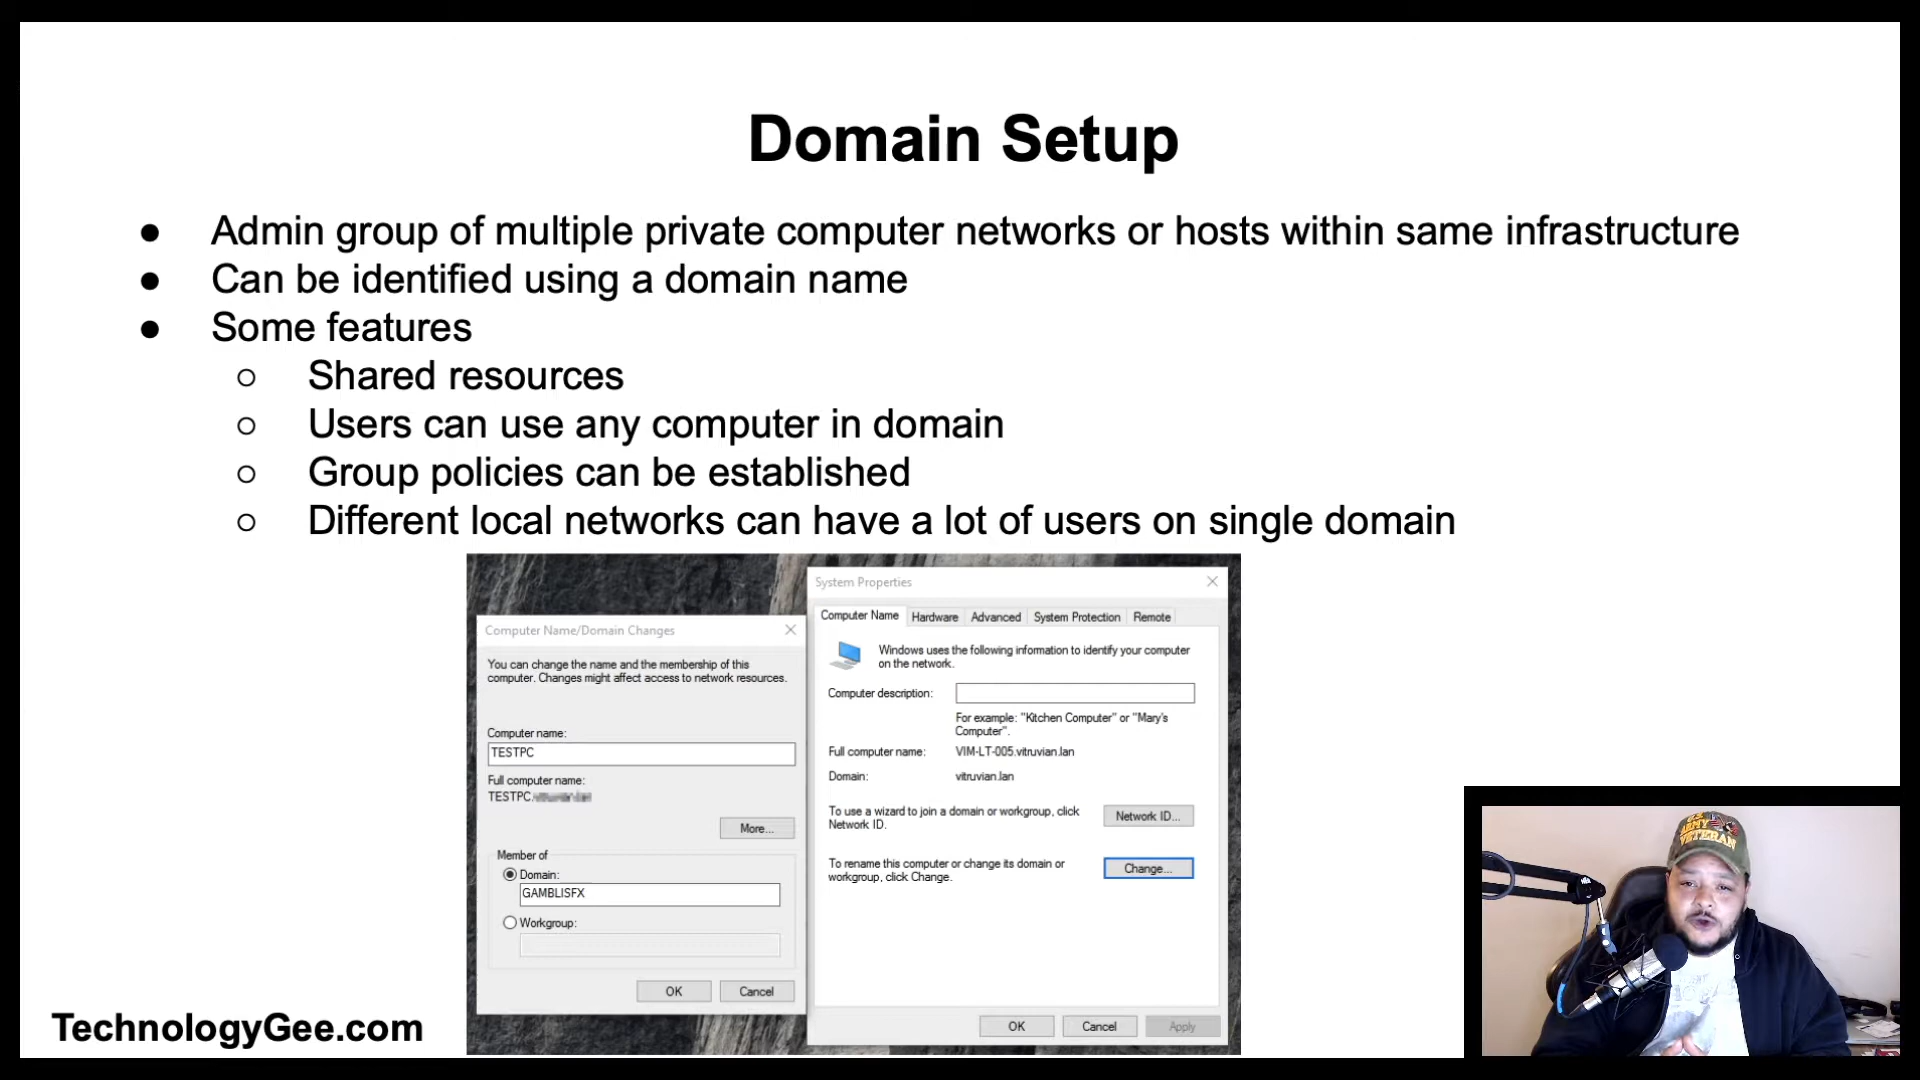 Domain Setup
● Admin group of multiple private computer networks or hosts within same infrastructure
● Can be identified using a domain name
● Some features
○ Shared resources
○ Users can use any computer in domain
○ Group policies can be established
○ Different local networks can have a lot of users on single domain
Computer Name/Domain Changes
You can change the name and the membership of this
computer. Changes might affect access to network resources.
Computer name:
TESTPC
Full computer name:
TESTPC.
More...
Member of
Domain:
GAMBLISFX
Workgroup:
OK Cancel
System Properties
Computer Name Hardware Advanced System Protection Remote
Windows uses the following information to identify your computer
on the network.
Computer description:
For example: "Kitchen Computer" or "Mary's
Computer".
Full computer name: VIM-LT-005.vitruvian.lan
Domain: vitruvian.lan
To use a wizard to join a domain or workgroup, click
Network ID.
Network ID...
To rename this computer or change its domain or
workgroup, click Change.
Change...
OK Cancel Apply
TechnologyGee.com
U.S.
ARMY
VETERAN